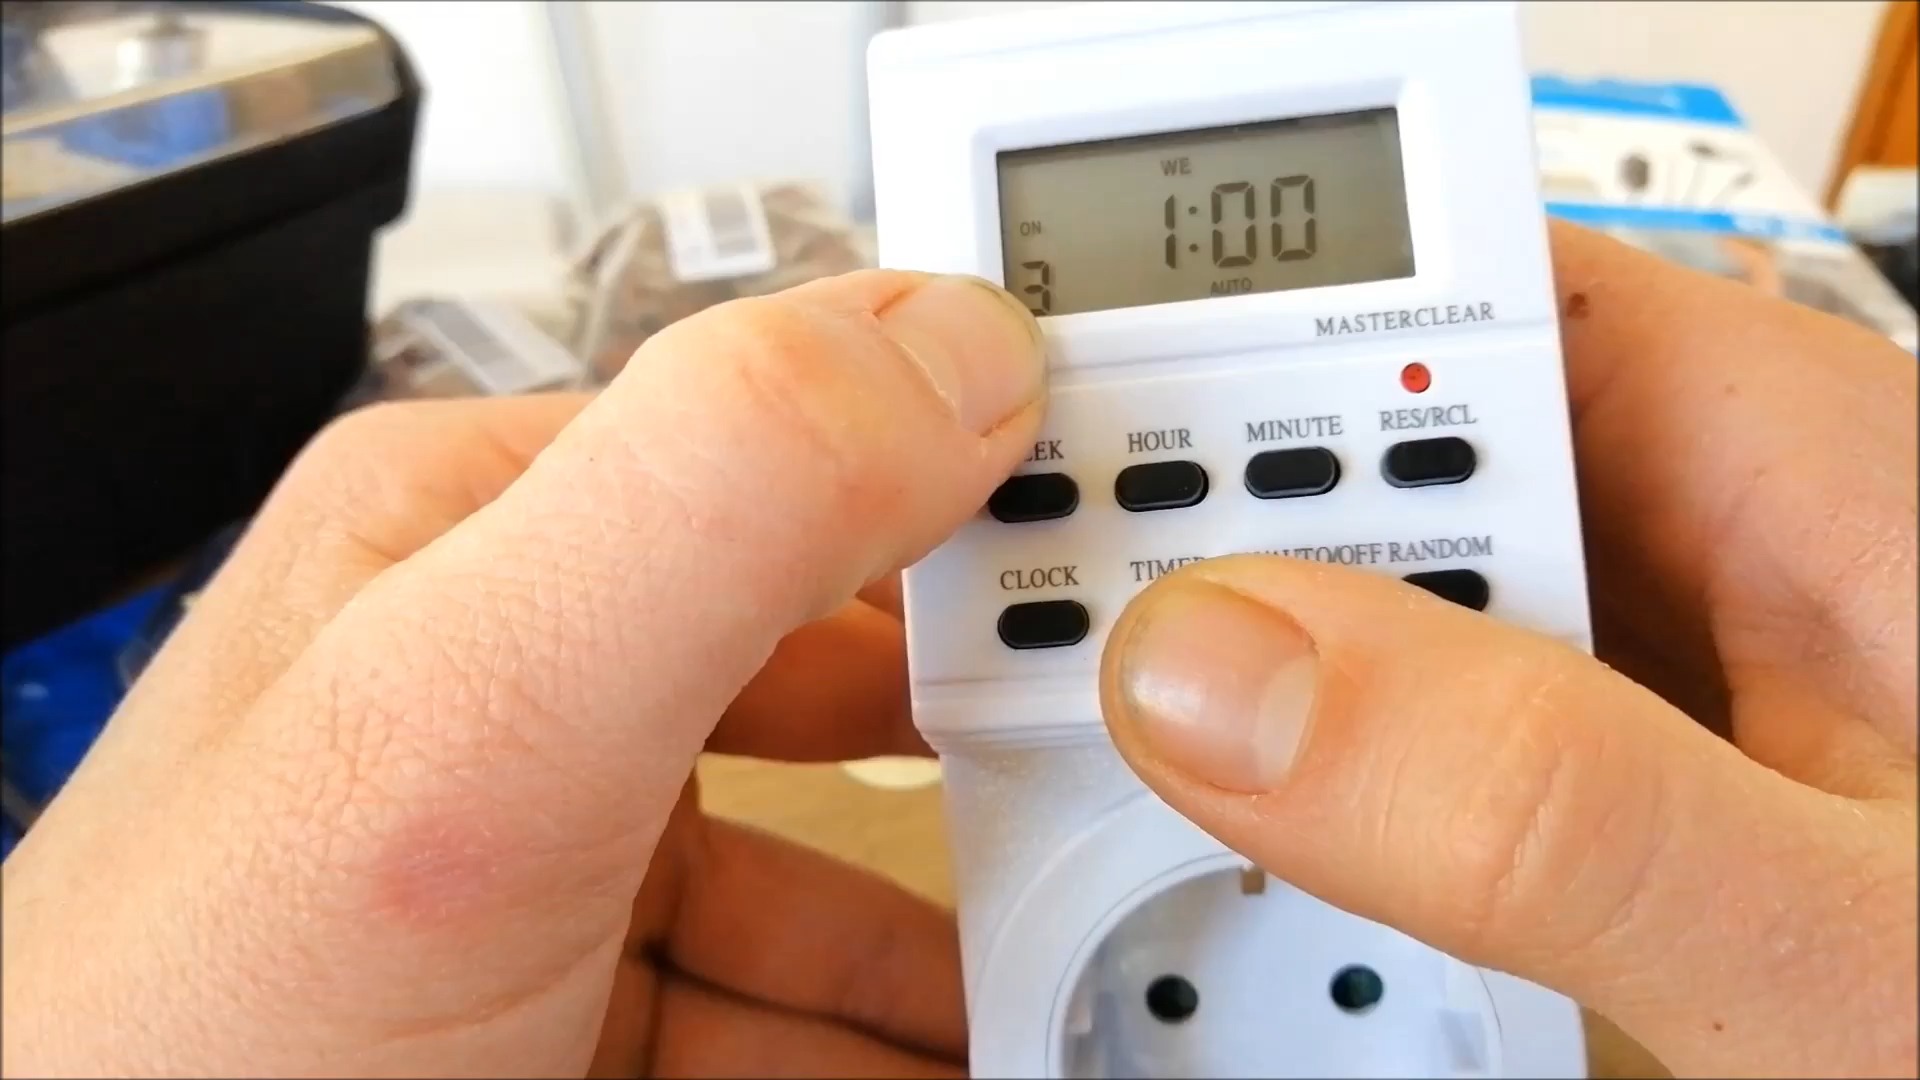 WE
ON 1:00
3
AUTO
MASTERCLEAR
HOUR MINUTE RES/RCL
CLOCK RANDOM